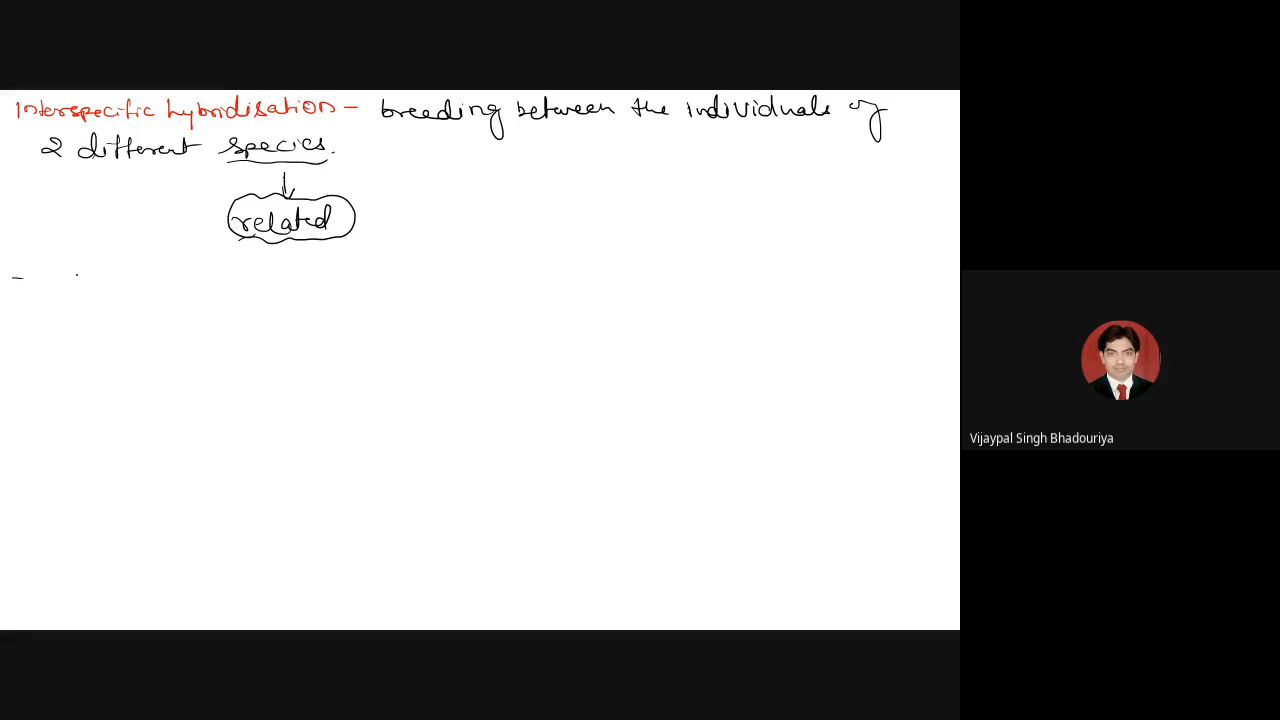 Interspecific hybridisation – breeding between the individuals of
2 different species.
related
-
Vijaypal Singh Bhadouriya